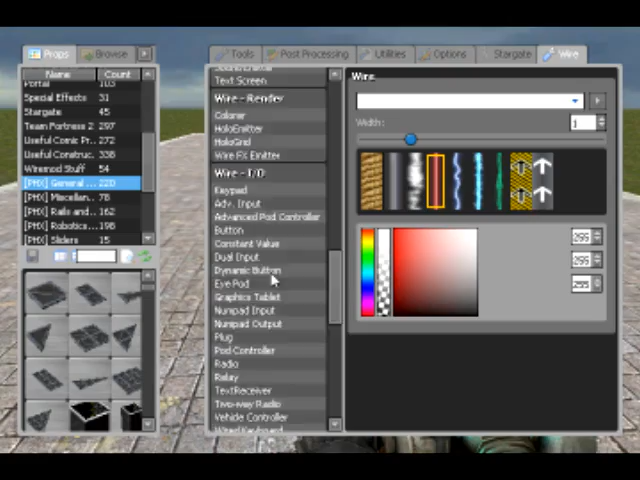 Props
Browse
Name Count
Portal 103
Special Effects 31
Stargate 45
Team Fortress 2 297
Useful Comic Pr... 272
Useful Construc... 338
Wiremod Stuff 54
[PHX] General ... 220
[PHX] Miscellan... 78
[PHX] Rails and... 162
[PHX] Robotics... 198
[PHX] Sliders 15
Tools
Post Processing
Utilities
Options
Stargate
Wire
Text Screen
Wire - Render
Colorer
HoloEmitter
HoloGrid
Wire FX Emitter
Wire - I/O
Keypad
Adv. Input
Advanced Pod Controller
Button
Constant Value
Dual Input
Dynamic Button
Eye Pod
Graphics Tablet
Numpad Input
Numpad Output
Plug
Pod Controller
Radio
Relay
TextReceiver
Two-way Radio
Vehicle Controller
Wired Keyboard
Wire
Width: 1
255
255
255